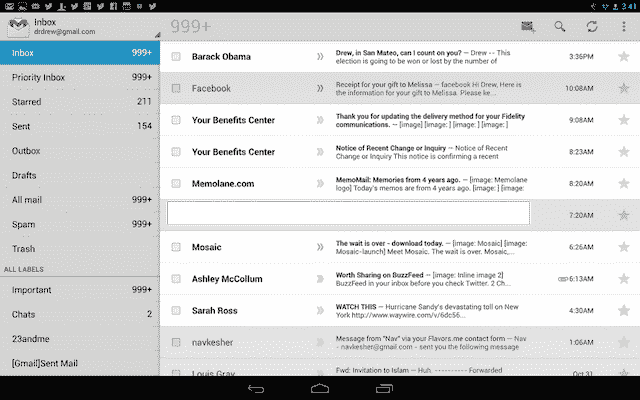 3:41
Inbox
drdrew@gmail.com
999+
Inbox 999+
Priority Inbox 999+
Starred 211
Sent 154
Outbox
Drafts
All mail 999+
Spam 999+
Trash
ALL LABELS
Important 999+
Chats 2
23andme
[Gmail]Sent Mail
Barack Obama
Drew, in San Mateo, can I count on you? — Drew -- This
election is going to be won or lost by the number of
3:36PM
Facebook
Receipt for your gift to Melissa — facebook Hi Drew, Here is
the information for your gift to Melissa. Please ke...
10:08AM
Your Benefits Center
Thank you for updating the delivery method for your Fidelity
communications. — [image] [image: ] [image: ] [image: ]
9:08AM
Your Benefits Center
Notice of Recent Change or Inquiry — Notice of Recent
Change or Inquiry This notice is confirming a recent
8:23AM
Memolane.com
MemoMail: Memories from 4 years ago. — [image: Memolane
logo] Today's memos are from 4 years ago. [image: ] [image:
8:20AM
7:20AM
Mosaic
The wait is over - download today. — [image: Mosaic] [image:
Mosaic-launch] Meet Mosaic. The wait is over. Mosaic,...
6:26AM
Ashley McCollum
Worth Sharing on BuzzFeed — [image: Inline image 2]
BuzzFeed in your inbox before you check Twitter. 2 Ch...
6:13AM
Sarah Ross
WATCH THIS — Hurricane Sandy's devastating toll on New
York http://www.waywire.com/v/6dc56...
4:30AM
navkesher
Message from "Nav" via your Flavors.me contact form — Nav
- navkesher@gmail.com - sent you the following message
1:06AM
Louis Gray
Fwd: Invitation to Islam — Huh. ---------- Forwarded
Oct 31